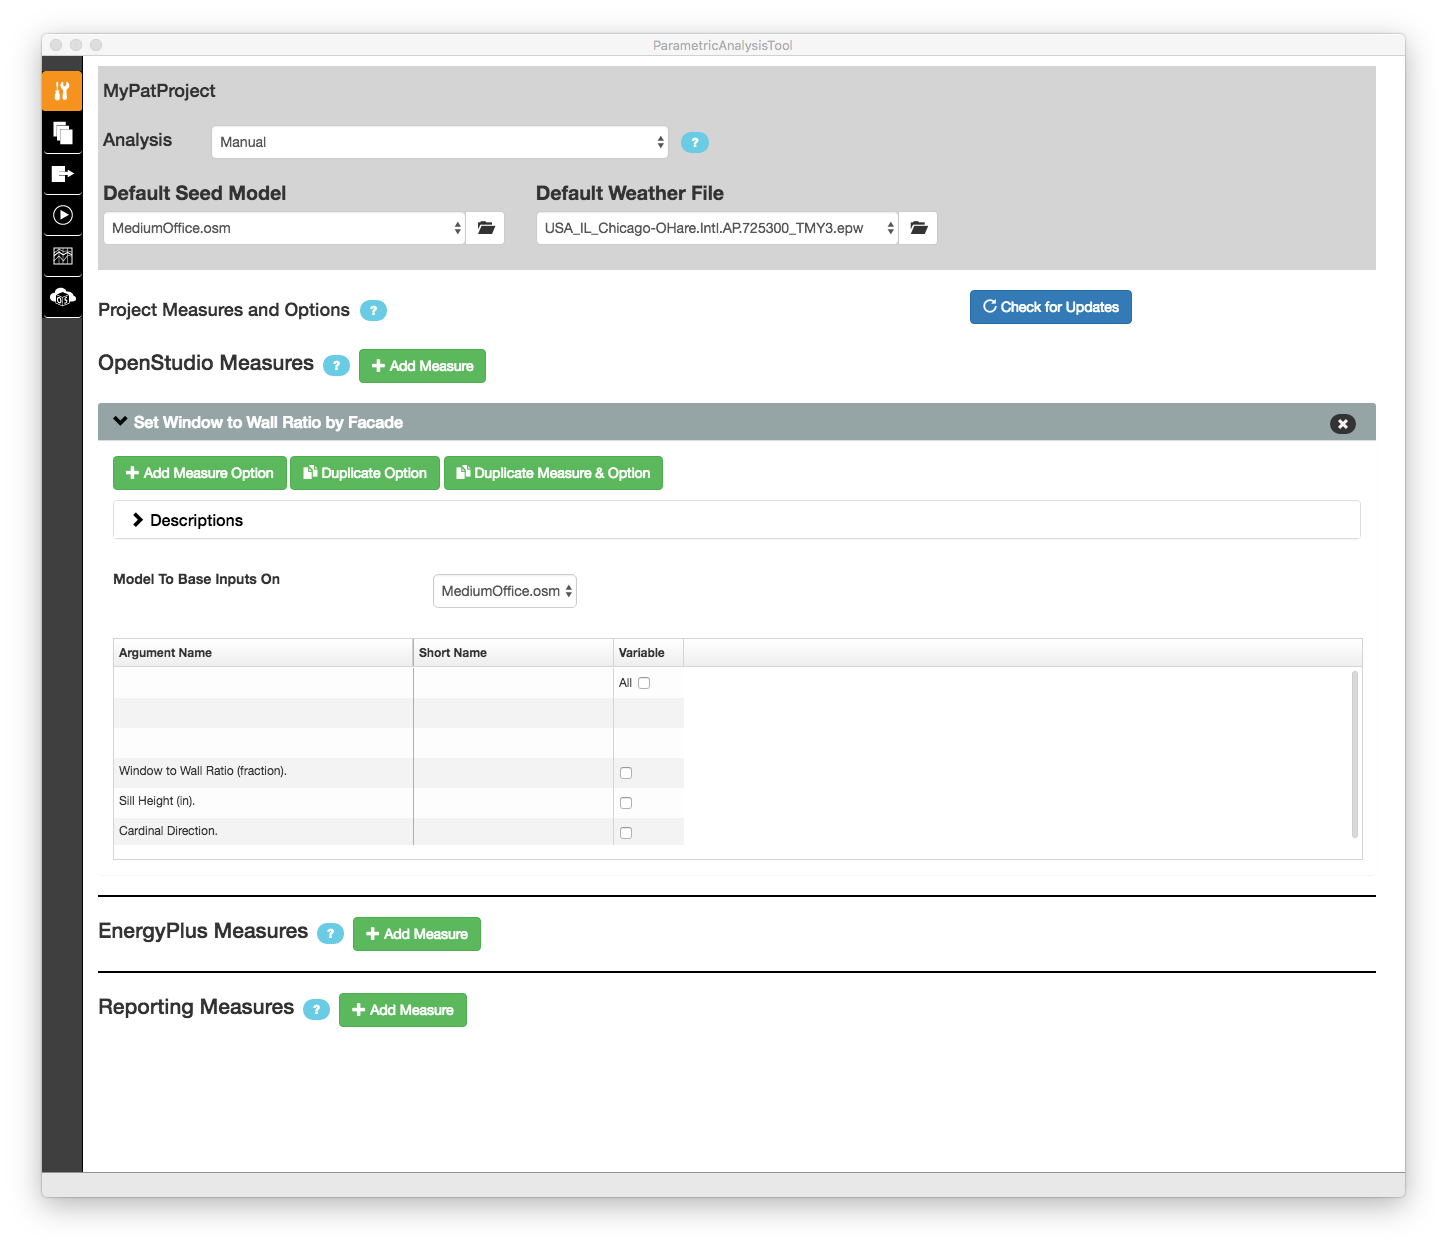 ParametricAnalysisTool
MyPatProject
Analysis Manual ?
Default Seed Model Default Weather File
MediumOffice.osm USA_IL_Chicago-OHare.Intl.AP.725300_TMY3.epw
Project Measures and Options ? Check for Updates
OpenStudio Measures ? Add Measure
Set Window to Wall Ratio by Facade
Add Measure Option Duplicate Option Duplicate Measure & Option
Descriptions
Model To Base Inputs On MediumOffice.osm
Argument Name Short Name Variable
All
Window to Wall Ratio (fraction).
Sill Height (in).
Cardinal Direction.
EnergyPlus Measures ? Add Measure
Reporting Measures ? Add Measure